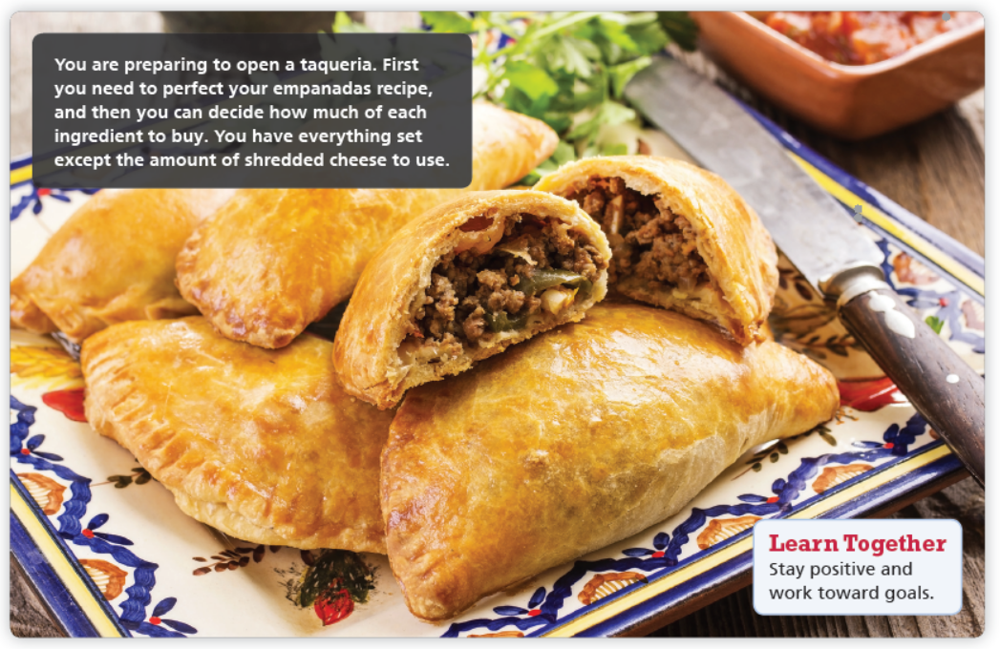 You are preparing to open a taqueria. First
you need to perfect your empanadas recipe,
and then you can decide how much of each
ingredient to buy. You have everything set
except the amount of shredded cheese to use.
Learn Together
Stay positive and
work toward goals.